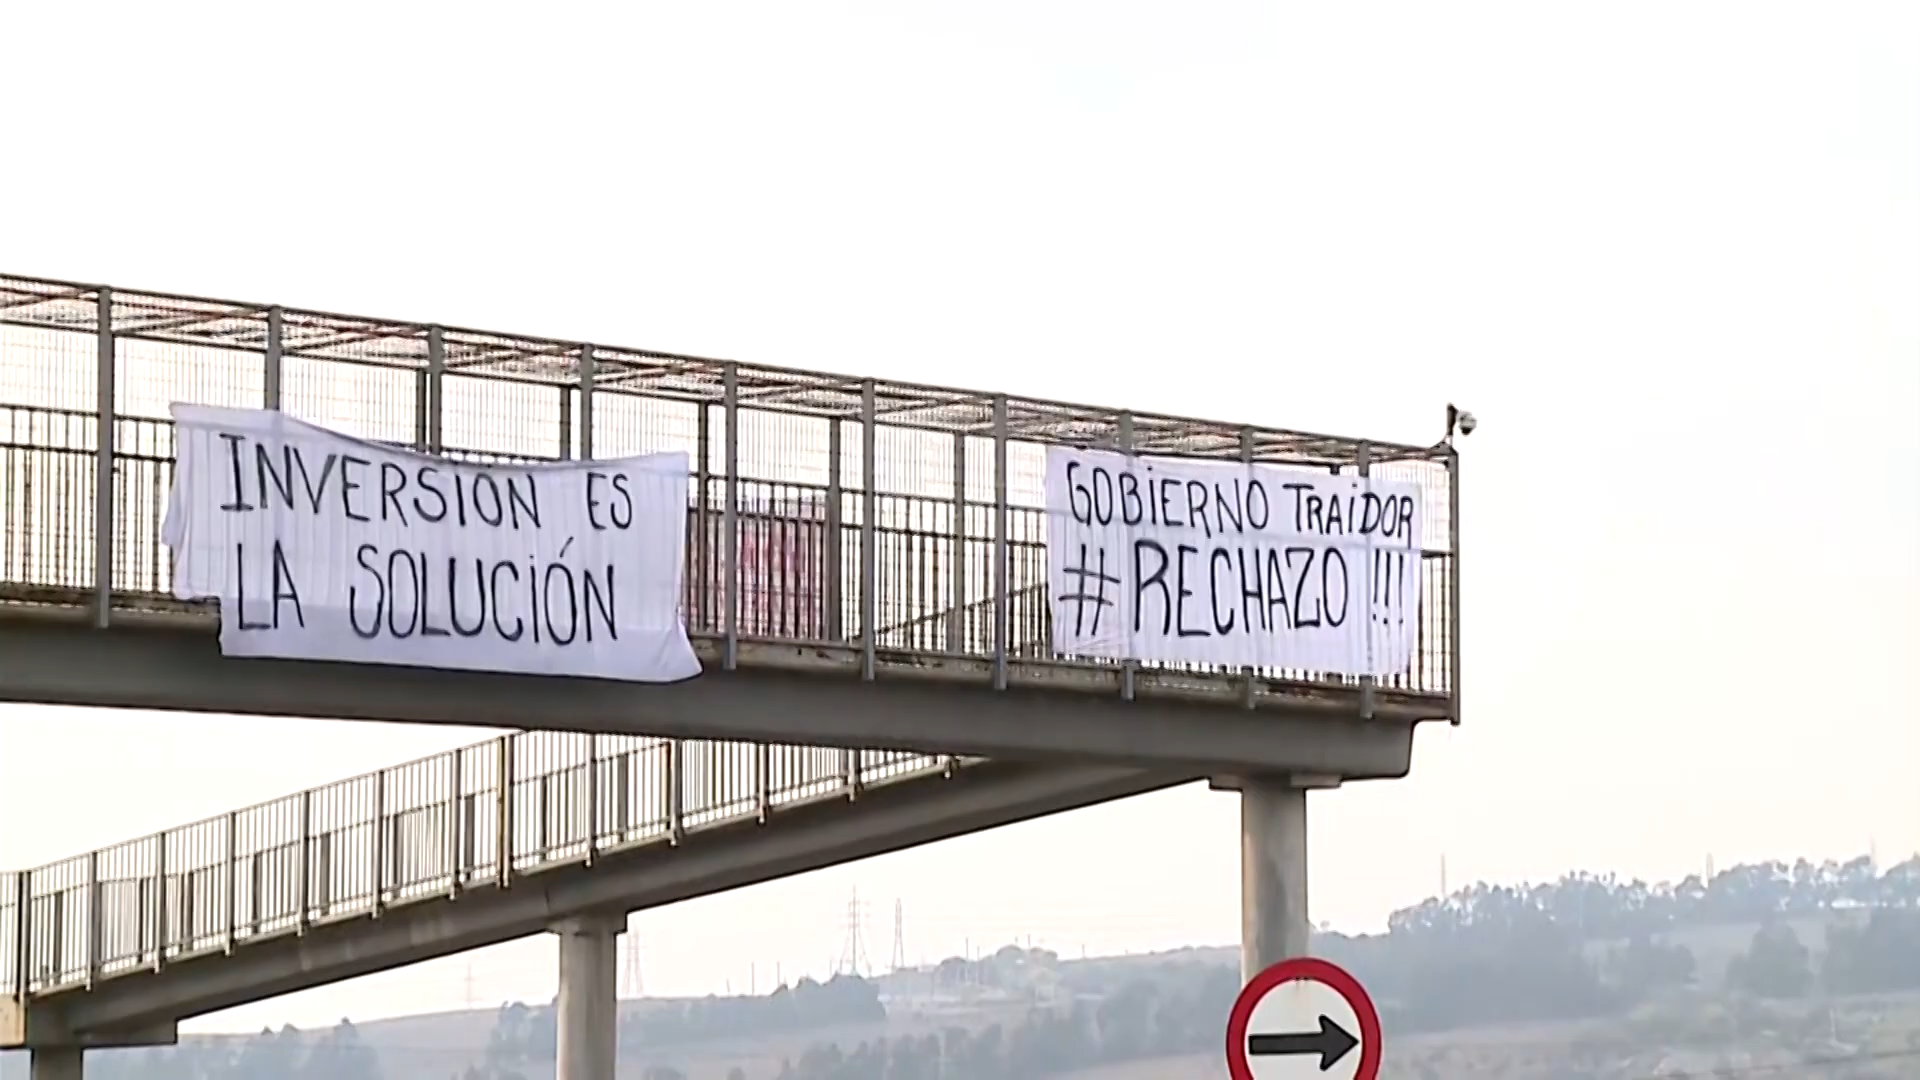 INVERSIÓN ES
LA SOLUCIÓN
GOBIERNO TRAIDOR
#RECHAZO !!!